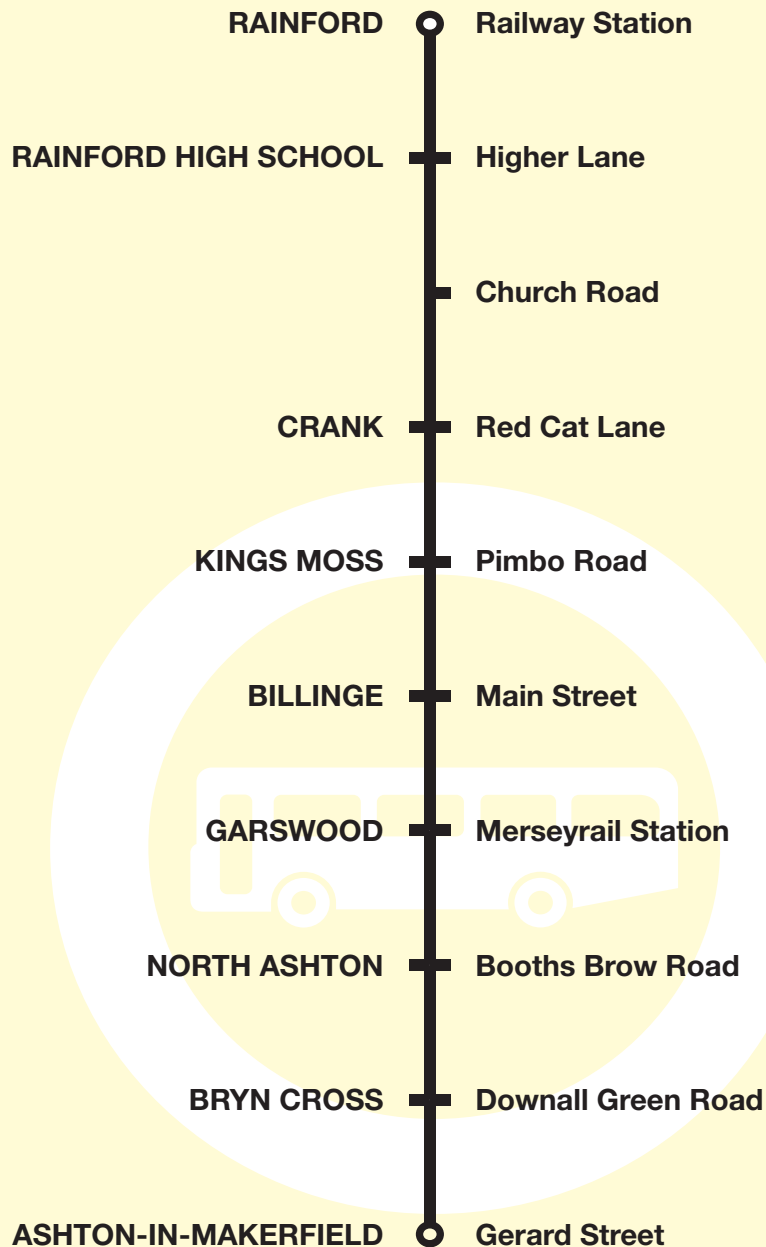 RAINFORD Railway Station
RAINFORD HIGH SCHOOL Higher Lane
Church Road
CRANK Red Cat Lane
KINGS MOSS Pimbo Road
BILLINGE Main Street
GARSWOOD Merseyrail Station
NORTH ASHTON Booths Brow Road
BRYN CROSS Downall Green Road
ASHTON-IN-MAKERFIELD Gerard Street